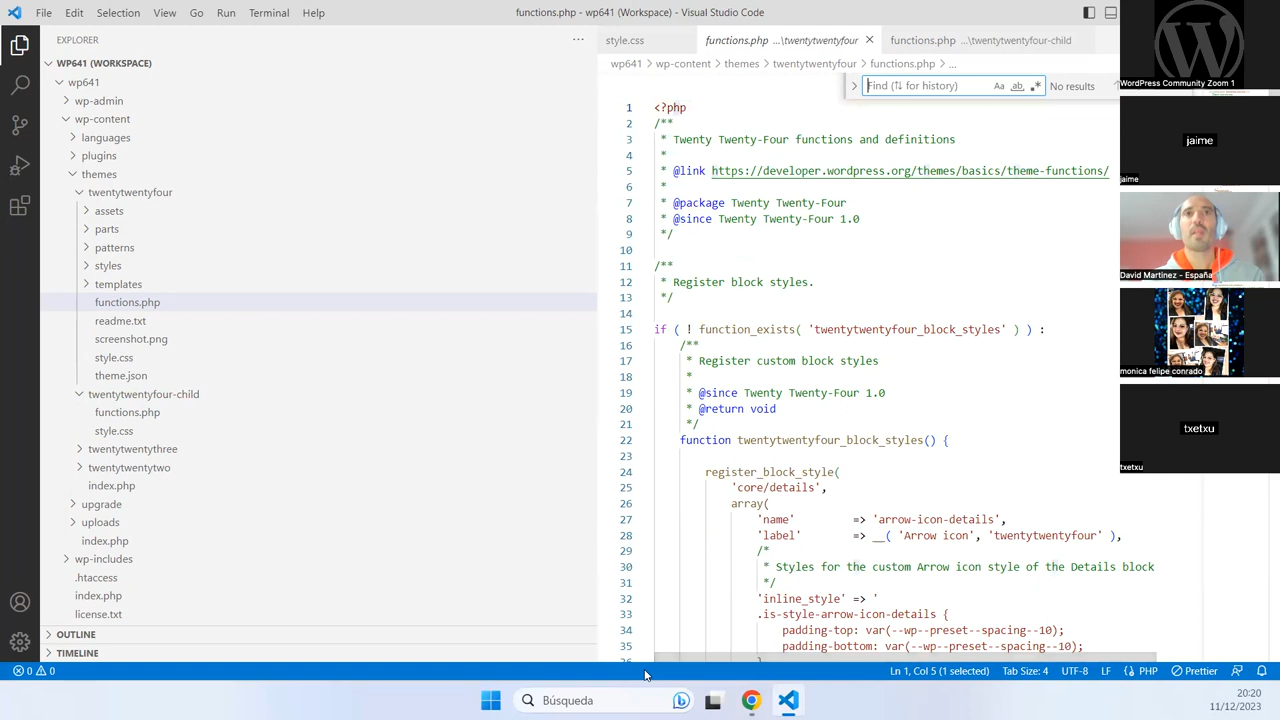 File Edit Selection View Go Run Terminal Help
functions.php - wp641 (Workspace) - Visual Studio Code
EXPLORER
WP641 (WORKSPACE)
wp641
wp-admin
wp-content
languages
plugins
themes
twentytwentyfour
assets
parts
patterns
styles
templates
functions.php
readme.txt
screenshot.png
style.css
theme.json
twentytwentyfour-child
functions.php
style.css
twentytwentythree
twentytwentytwo
index.php
upgrade
uploads
index.php
wp-includes
.htaccess
index.php
license.txt
OUTLINE
TIMELINE
style.css
functions.php ...\twentytwentyfour
functions.php ...\twentytwentyfour-child
wp641 > wp-content > themes > twentytwentyfour > functions.php > ...
Find (⇅ for history) Aa ab .* No results
1 <?php
2 /**
3 * Twenty Twenty-Four functions and definitions
4 *
5 * @link https://developer.wordpress.org/themes/basics/theme-functions/
6 *
7 * @package Twenty Twenty-Four
8 * @since Twenty Twenty-Four 1.0
9 */
10
11 /**
12 * Register block styles.
13 */
14
15 if ( ! function_exists( 'twentytwentyfour_block_styles' ) ) :
16 /**
17 * Register custom block styles
18 *
19 * @since Twenty Twenty-Four 1.0
20 * @return void
21 */
22 function twentytwentyfour_block_styles() {
23
24 register_block_style(
25 'core/details',
26 array(
27 'name' => 'arrow-icon-details',
28 'label' => __( 'Arrow icon', 'twentytwentyfour' ),
29 /*
30 * Styles for the custom Arrow icon style of the Details block
31 */
32 'inline_style' => '
33 .is-style-arrow-icon-details {
34 padding-top: var(--wp--preset--spacing--10);
35 padding-bottom: var(--wp--preset--spacing--10);
36 }
0 0
Ln 1, Col 5 (1 selected) Tab Size: 4 UTF-8 LF PHP Prettier
Búsqueda
20:20
11/12/2023
WordPress Community Zoom 1
jaime
jaime
David Martínez - España
monica felipe conrado
txetxu
txetxu